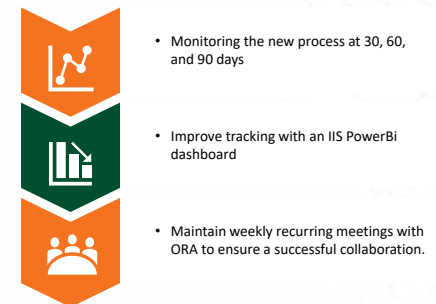 • Monitoring the new process at 30, 60,
and 90 days
• Improve tracking with an IIS PowerBi
dashboard
• Maintain weekly recurring meetings with
ORA to ensure a successful collaboration.